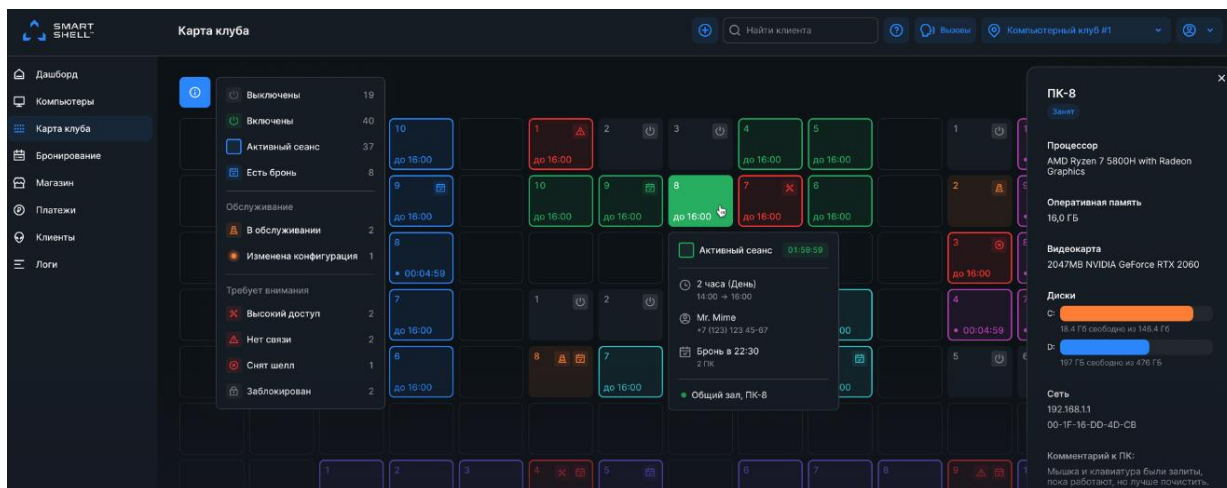 SMART
SHELL™
Карта клуба
Найти клиента
Вызовы
Компьютерный клуб #1
Дашборд
Компьютеры
Карта клуба
Бронирование
Магазин
Платежи
Клиенты
Логи
Выключены 19
Включены 40
Активный сеанс 37
Есть бронь 8
Обслуживание
В обслуживании 2
Изменена конфигурация 1
Требует внимания
Высокий доступ 2
Нет связи 2
Снят шелл 1
Заблокирован 2
10 1 2 3 4 5 1 1
до 16:00 до 16:00 до 16:00 до 16:00
9 10 9 8 7 6 2
до 16:00 до 16:00 до 16:00 до 16:00 до 16:00 до 16:00
8 3
• 00:04:59 до 16:00
7 1 2 4
до 16:00 00 • 00:04:59
6 8 7 5
до 16:00 до 16:00 00
1 2 3 4 5 6 7 8 9
Активный сеанс 01:59:59
2 часа (День)
14:00 → 16:00
Mr. Mime
+7 (123) 123 45-67
Бронь в 22:30
2 ПК
Общий зал, ПК-8
ПК-8
Занят
Процессор
AMD Ryzen 7 5800H with Radeon
Graphics
Оперативная память
16,0 ГБ
Видеокарта
2047MB NVIDIA GeForce RTX 2060
Диски
C:
18.4 Гб свободно из 146.4 Гб
D:
197 ГБ свободно из 476 ГБ
Сеть
192.168.1.1
00-1F-16-DD-4D-CB
Комментарий к ПК:
Мышка и клавиатура были залиты,
пока работают, но лучше почистить.